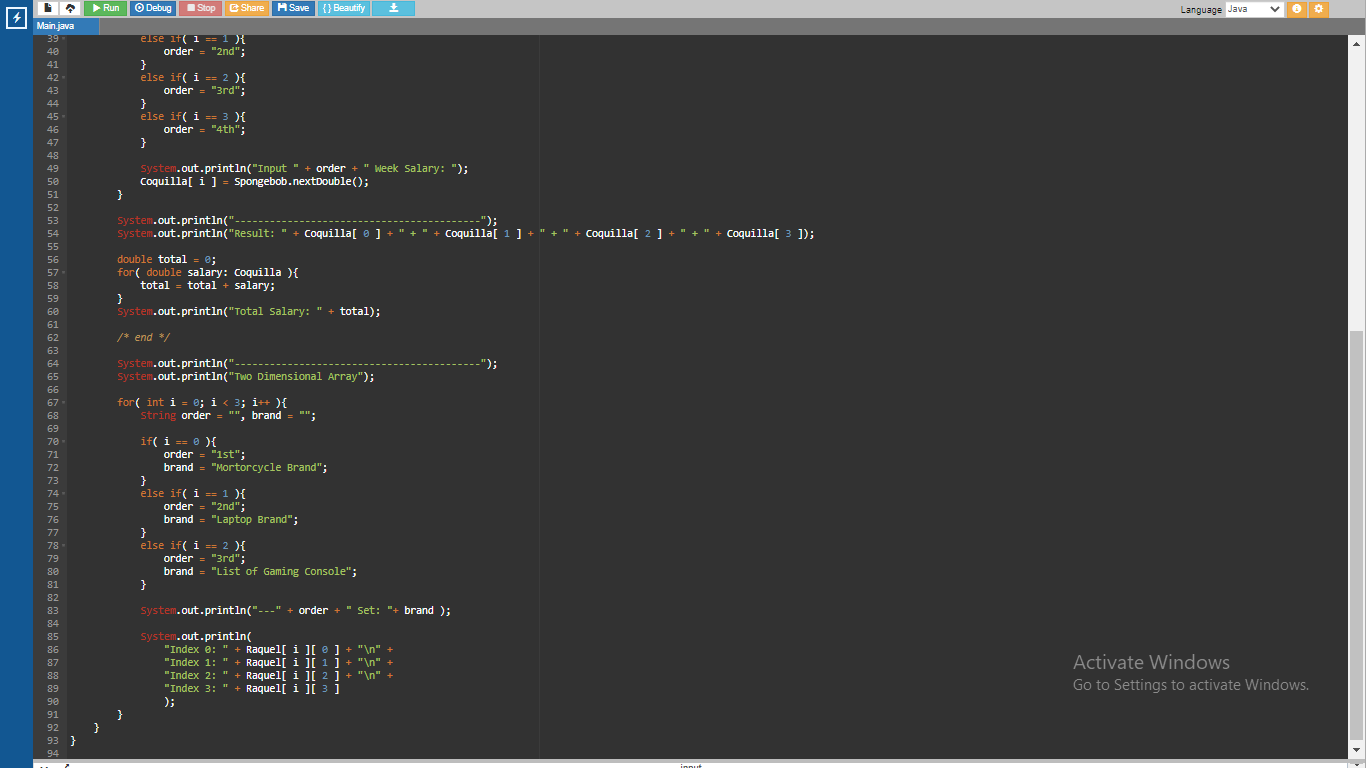 Run Debug Stop Share Save { } Beautify Language Java
Main.java
39 else if( i == 1 ){
40 order = "2nd";
41 }
42 else if( i == 2 ){
43 order = "3rd";
44 }
45 else if( i == 3 ){
46 order = "4th";
47 }
48
49 System.out.println("Input " + order + " Week Salary: ");
50 Coquilla[ i ] = Spongebob.nextDouble();
51 }
52
53 System.out.println("------------------------------------------");
54 System.out.println("Result: " + Coquilla[ 0 ] + " + " + Coquilla[ 1 ] + " + " + Coquilla[ 2 ] + " + " + Coquilla[ 3 ]);
55
56 double total = 0;
57 for( double salary: Coquilla ){
58 total = total + salary;
59 }
60 System.out.println("Total Salary: " + total);
61
62 /* end */
63
64 System.out.println("------------------------------------------");
65 System.out.println("Two Dimensional Array");
66
67 for( int i = 0; i < 3; i++ ){
68 String order = "", brand = "";
69
70 if( i == 0 ){
71 order = "1st";
72 brand = "Mortorcycle Brand";
73 }
74 else if( i == 1 ){
75 order = "2nd";
76 brand = "Laptop Brand";
77 }
78 else if( i == 2 ){
79 order = "3rd";
80 brand = "List of Gaming Console";
81 }
82
83 System.out.println("---" + order + " Set: "+ brand );
84
85 System.out.println(
86 "Index 0: " + Raquel[ i ][ 0 ] + "\n" +
87 "Index 1: " + Raquel[ i ][ 1 ] + "\n" +
88 "Index 2: " + Raquel[ i ][ 2 ] + "\n" +
89 "Index 3: " + Raquel[ i ][ 3 ]
90 );
91 }
92 }
93 }
94
Activate Windows
Go to Settings to activate Windows.
input